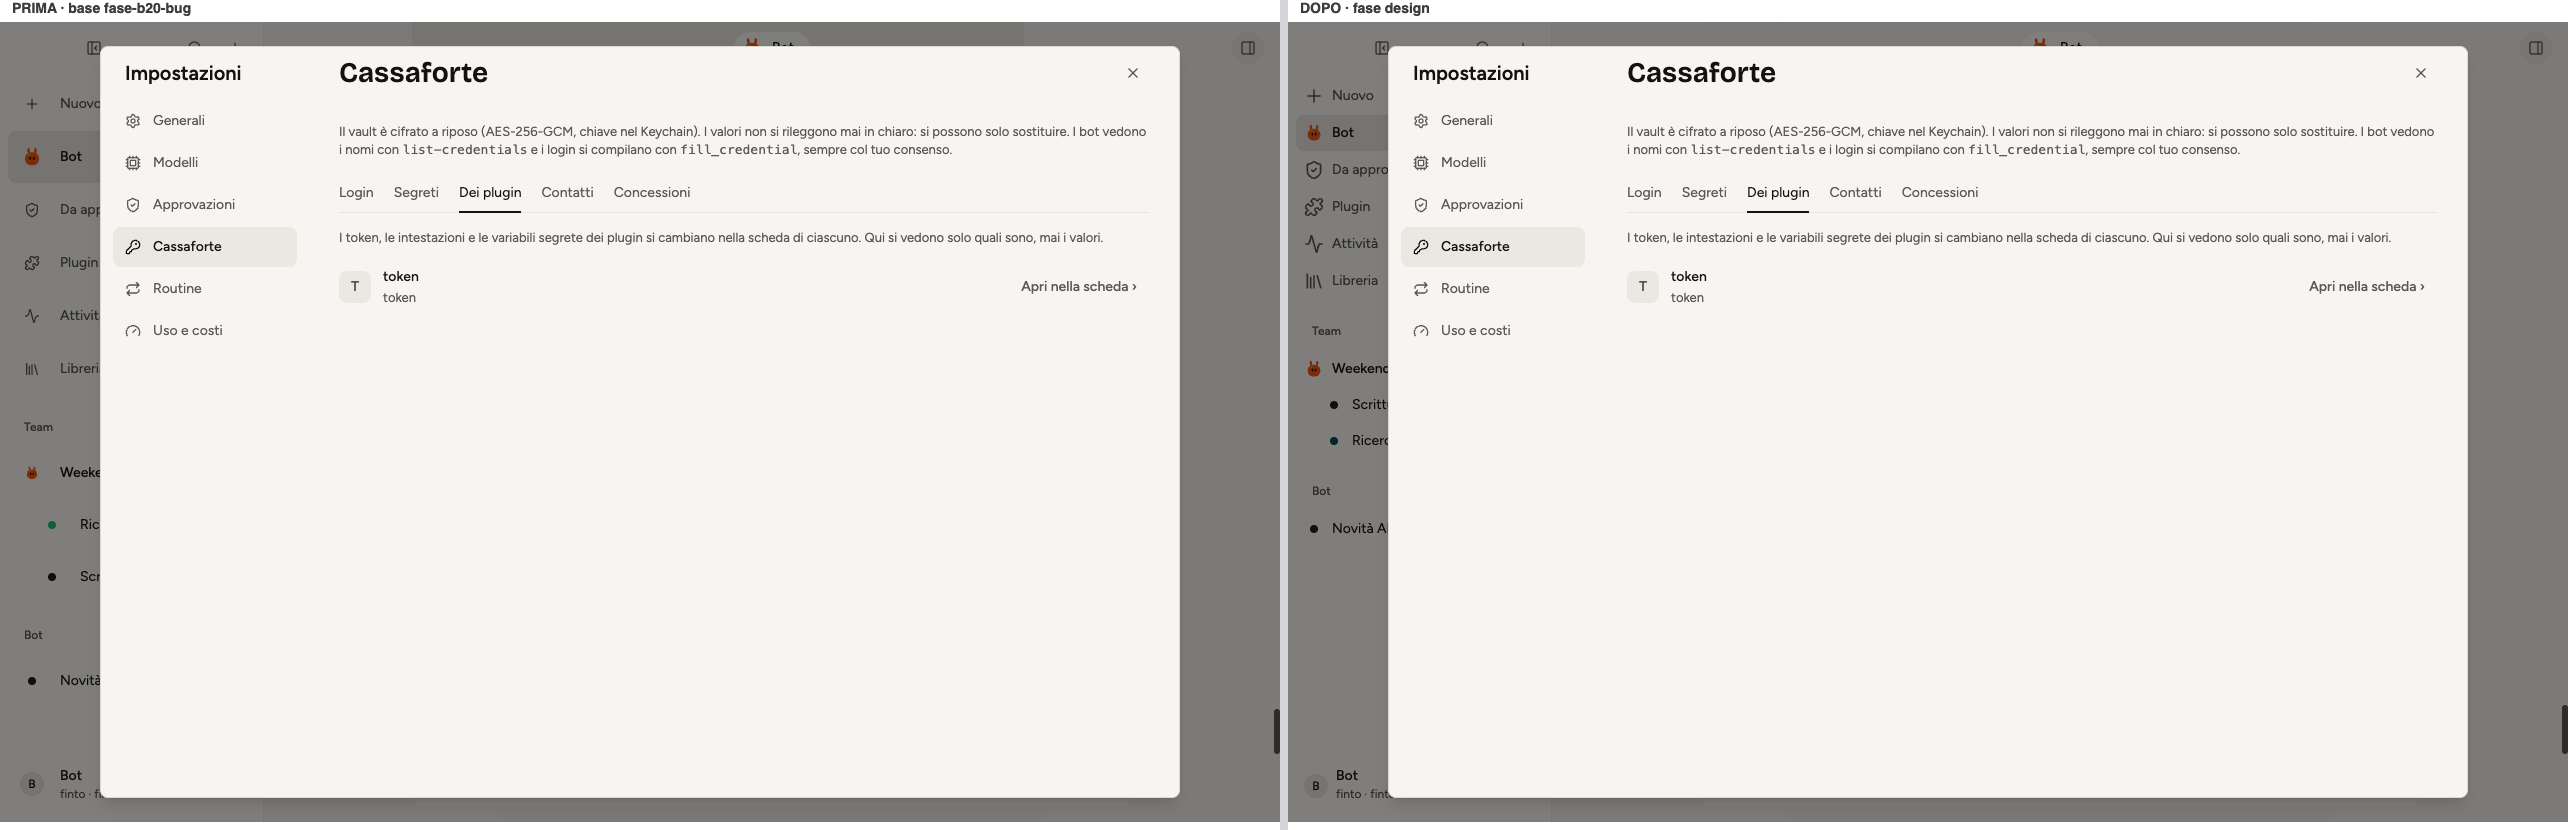 PRIMA · base fase-b20-bug
Bot
Nuovo
Bot
Da app
Plugin
Attivit
Libreri
Team
Weeke
Ric
Scr
Bot
Novità
B
Bot
finto · fi
Impostazioni
Generali
Modelli
Approvazioni
Cassaforte
Routine
Uso e costi
Cassaforte
Il vault è cifrato a riposo (AES-256-GCM, chiave nel Keychain). I valori non si rileggono mai in chiaro: si possono solo sostituire. I bot vedono
i nomi con list-credentials e i login si compilano con fill_credential, sempre col tuo consenso.
Login Segreti Dei plugin Contatti Concessioni
I token, le intestazioni e le variabili segrete dei plugin si cambiano nella scheda di ciascuno. Qui si vedono solo quali sono, mai i valori.
T
token
token
Apri nella scheda ›
DOPO · fase design
Bot
Nuovo
Bot
Da appro
Plugin
Attività
Libreria
Team
Weekend
Scrittu
Ricerc
Bot
Novità A
B
Bot
finto · fint
Impostazioni
Generali
Modelli
Approvazioni
Cassaforte
Routine
Uso e costi
Cassaforte
Il vault è cifrato a riposo (AES-256-GCM, chiave nel Keychain). I valori non si rileggono mai in chiaro: si possono solo sostituire. I bot vedono
i nomi con list-credentials e i login si compilano con fill_credential, sempre col tuo consenso.
Login Segreti Dei plugin Contatti Concessioni
I token, le intestazioni e le variabili segrete dei plugin si cambiano nella scheda di ciascuno. Qui si vedono solo quali sono, mai i valori.
T
token
token
Apri nella scheda ›